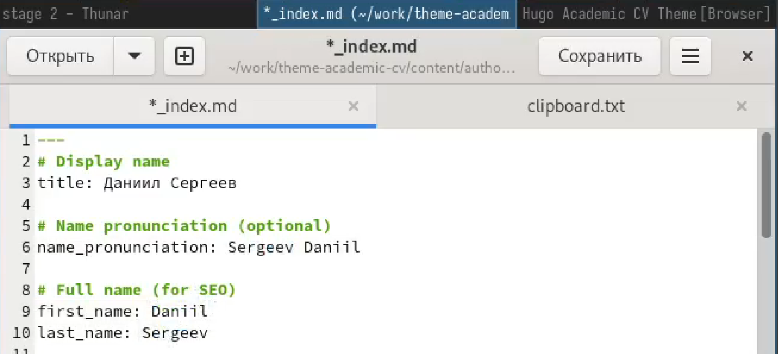 stage 2 - Thunar
*_index.md (~/work/theme-academ
Hugo Academic CV Theme[Browser]
Открыть
*_index.md
~/work/theme-academic-cv/content/autho...
Сохранить
*_index.md
clipboard.txt
1 ---
2 # Display name
3 title: Даниил Сергеев
4
5 # Name pronunciation (optional)
6 name_pronunciation: Sergeev Daniil
7
8 # Full name (for SEO)
9 first_name: Daniil
10 last_name: Sergeev